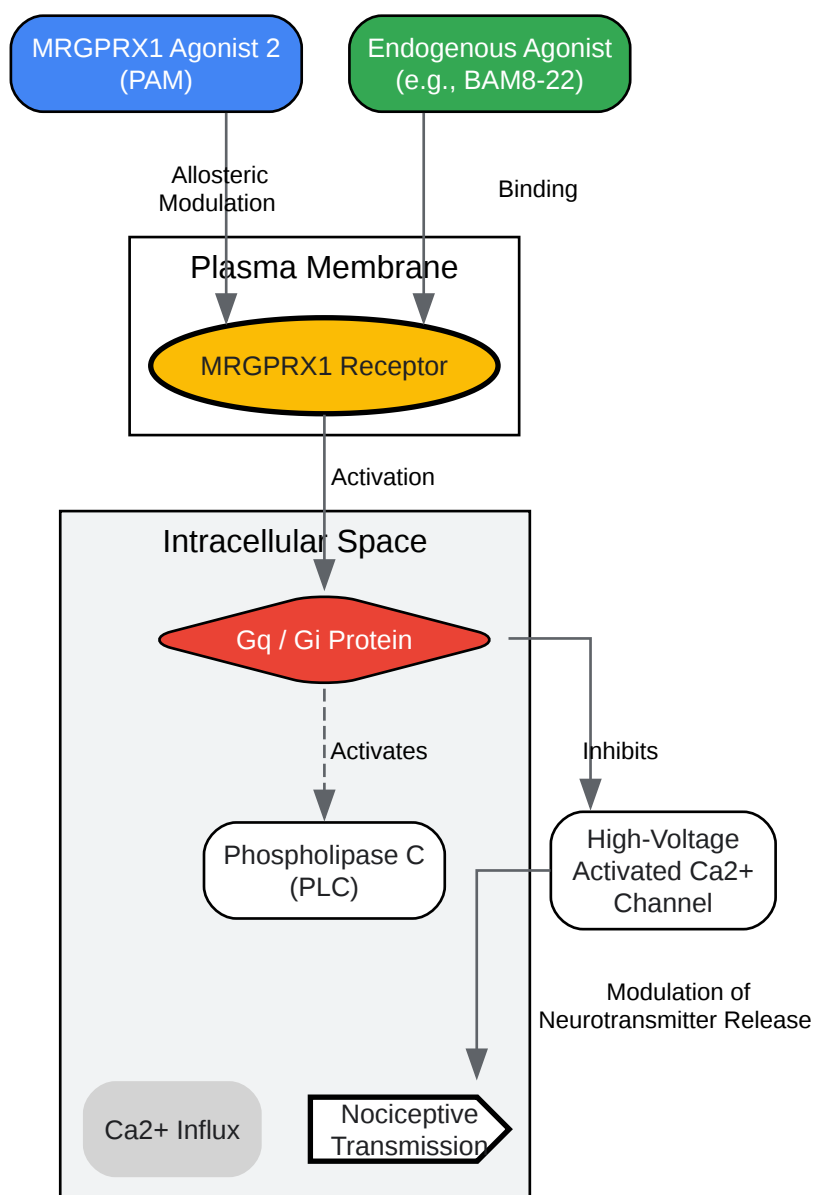 MRGPRX1 Agonist 2
(PAM)
Endogenous Agonist
(e.g., BAM8-22)
Allosteric
Modulation
Binding
Plasma Membrane
MRGPRX1 Receptor
Activation
Intracellular Space
Gq / Gi Protein
Activates
Inhibits
Phospholipase C
(PLC)
High-Voltage
Activated Ca2+
Channel
Modulation of
Neurotransmitter Release
Ca2+ Influx
Nociceptive
Transmission